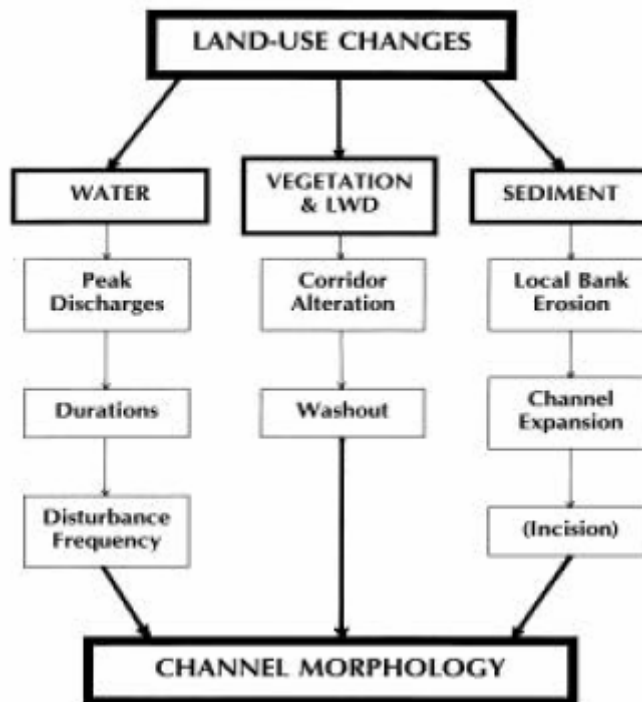 LAND-USE CHANGES
WATER
VEGETATION
& LWD
SEDIMENT
Peak
Discharges
Corridor
Alteration
Local Bank
Erosion
Durations
Washout
Channel
Expansion
Disturbance
Frequency
(Incision)
CHANNEL MORPHOLOGY